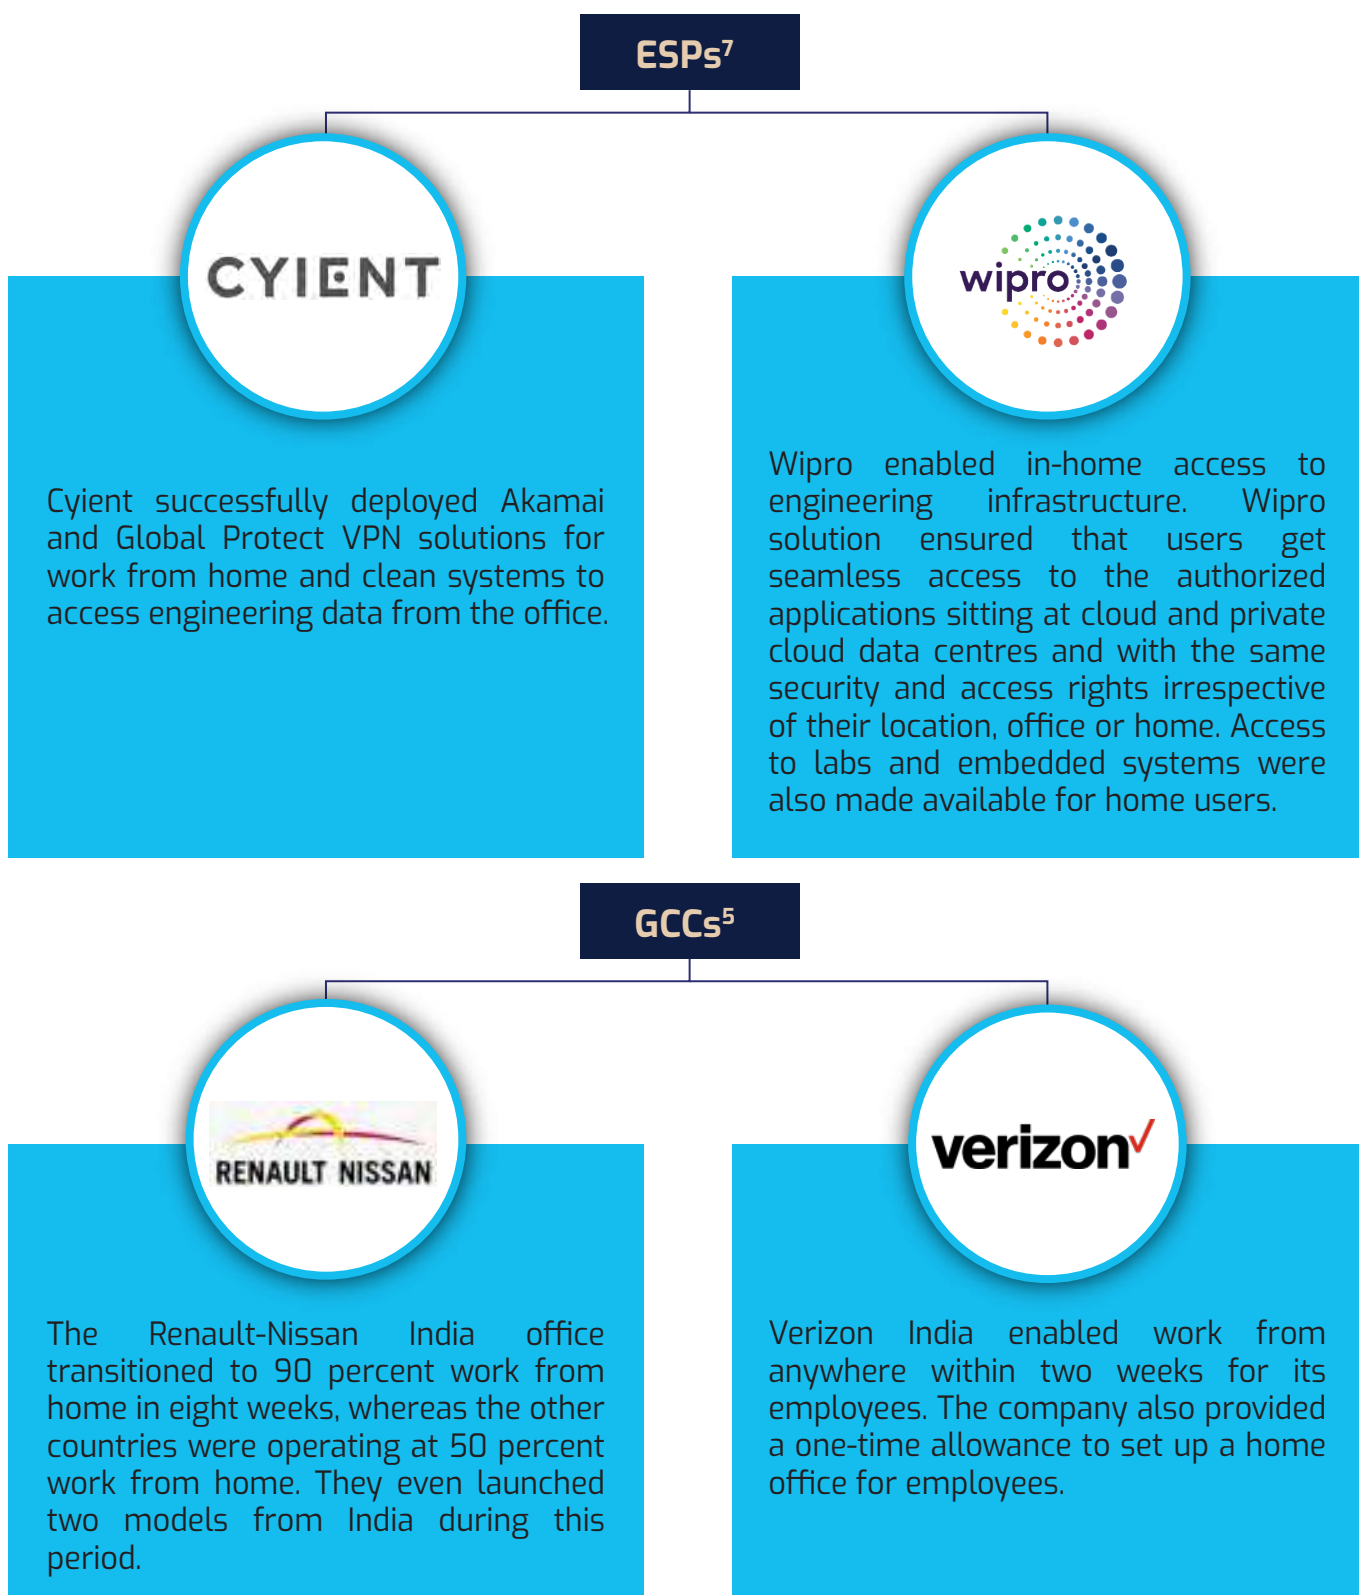 ESPs⁷
CYIENT
Cyient successfully deployed Akamai
and Global Protect VPN solutions for
work from home and clean systems to
access engineering data from the office.
wipro
Wipro enabled in-home access to
engineering infrastructure. Wipro
solution ensured that users get
seamless access to the authorized
applications sitting at cloud and private
cloud data centres and with the same
security and access rights irrespective
of their location, office or home. Access
to labs and embedded systems were
also made available for home users.
GCCs⁵
RENAULT NISSAN
The Renault-Nissan India office
transitioned to 90 percent work from
home in eight weeks, whereas the other
countries were operating at 50 percent
work from home. They even launched
two models from India during this
period.
verizon✓
Verizon India enabled work from
anywhere within two weeks for its
employees. The company also provided
a one-time allowance to set up a home
office for employees.